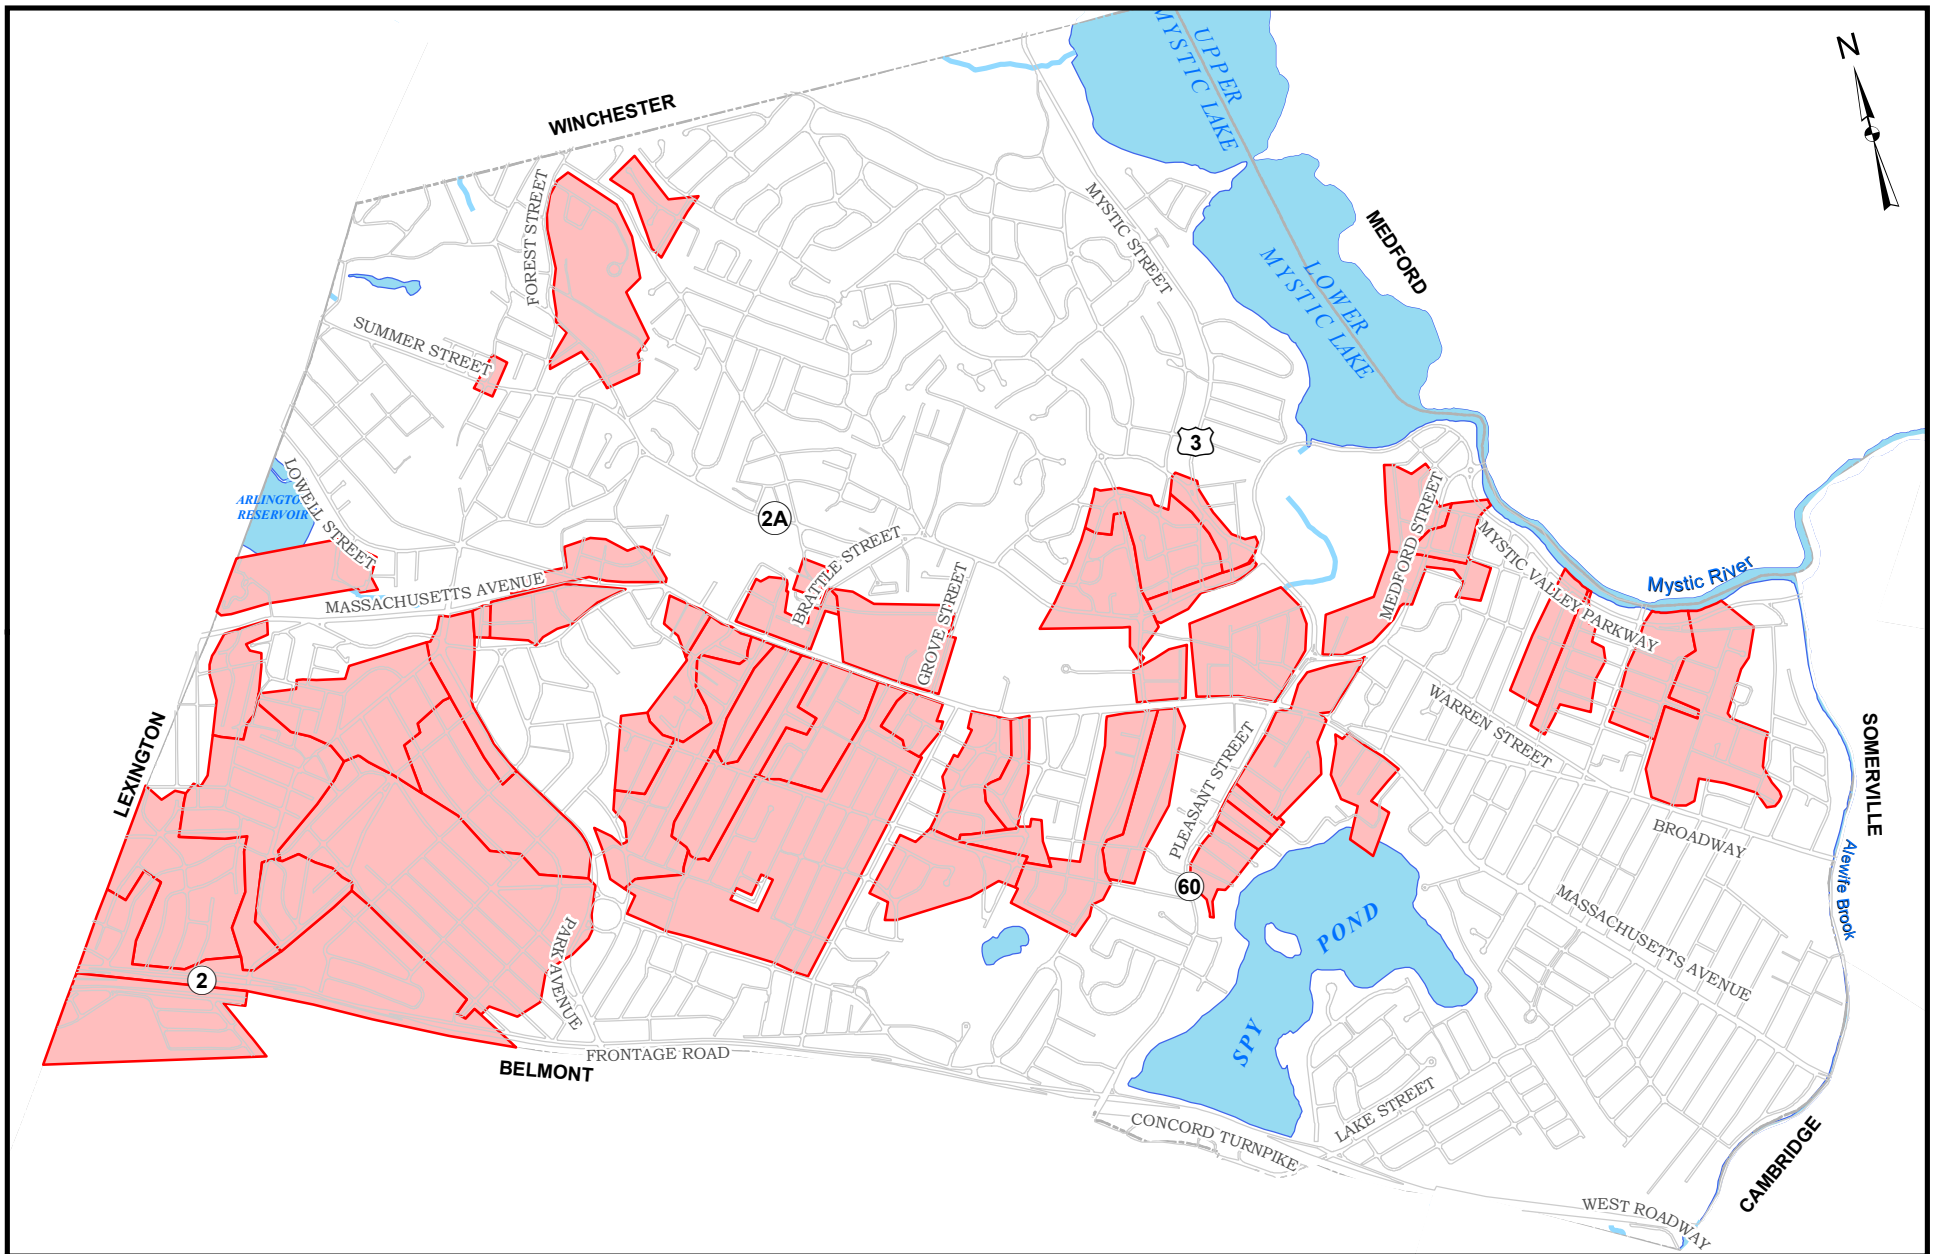 N
UPPER
MYSTIC LAKE
WINCHESTER
FOREST STREET
MYSTIC STREET
MEDFORD
LOWER
MYSTIC LAKE
SUMMER STREET
3
LOWELL STREET
ARLINGTO
RESERVOIR
2A
BRATTLE STREET
MEDFORD STREET
MYSTIC VALLEY PARKWAY
Mystic River
MASSACHUSETTS AVENUE
GROVE STREET
WARREN STREET
LEXINGTON
PLEASANT STREET
SOMERVILLE
BROADWAY
Alewife Brook
60
MASSACHUSETTS AVENUE
SPY POND
PARK AVENUE
2
FRONTAGE ROAD
BELMONT
LAKE STREET
CONCORD TURNPIKE
CAMBRIDGE
WEST ROADWAY